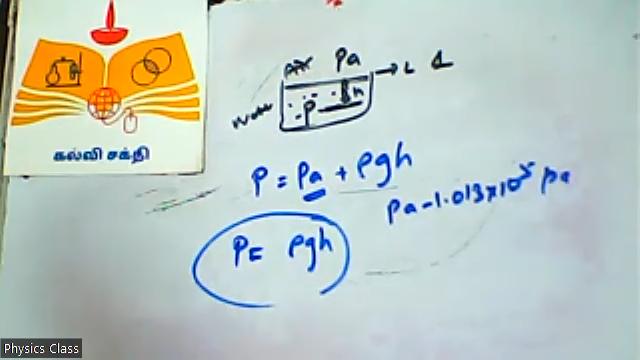 கல்வி சக்தி
Pa
P
h
P = Pa + ρgh
Pa - 1.013 x 10⁵ Pa
P = ρgh
Physics Class